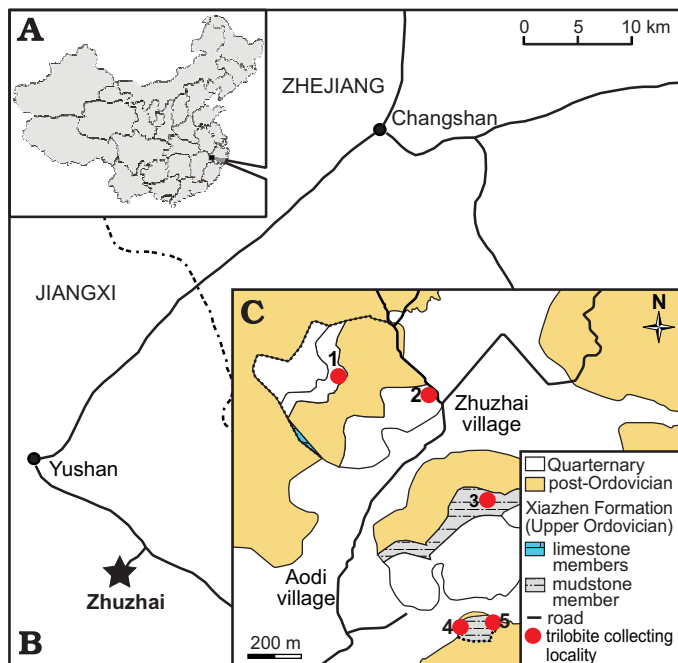 A
0 5 10 km
ZHEJIANG
Changshan
JIANGXI
Yushan
Zhuzhai
B
C
N
1
2
Zhuzhai
village
3
Aodi
village
4
5
200 m
Quarternary
post-Ordovician
Xiazhen Formation
(Upper Ordovician)
limestone
members
mudstone
member
road
trilobite collecting
locality